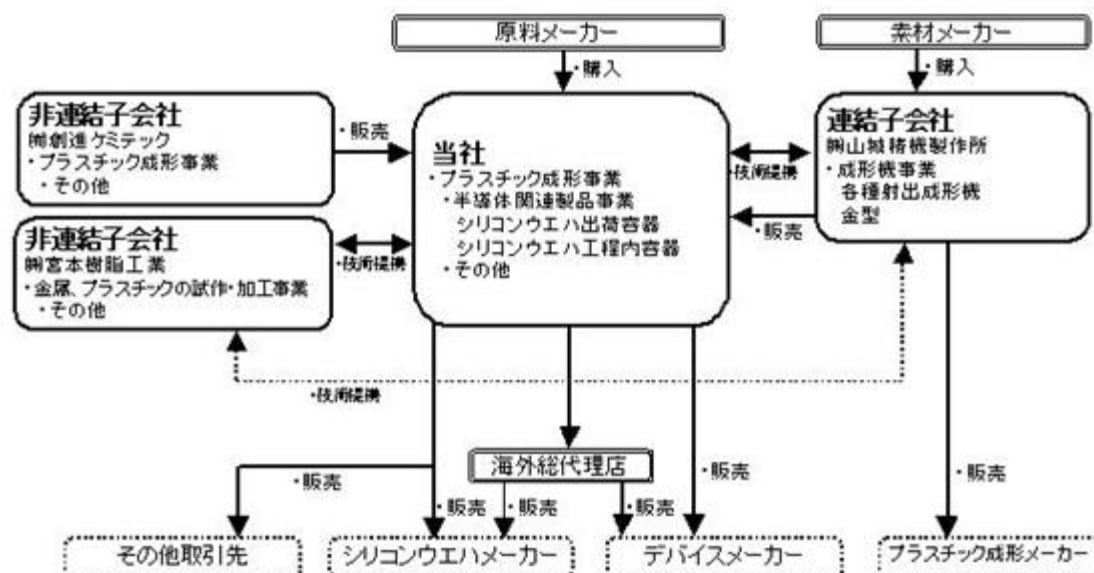 原料メーカー
素材メーカー
・購入
・購入
非連結子会社
㈱創進ケミテック
・プラスチック成形事業
・その他
・販売
当社
・プラスチック成形事業
・半導体関連製品事業
シリコンウエハ出荷容器
シリコンウエハ工程内容器
・その他
・技術提携
・販売
連結子会社
㈱山城精機製作所
・成形機事業
各種射出成形機
金型
非連結子会社
㈱宮本樹脂工業
・金属、プラスチックの試作・加工事業
・その他
・技術提携
・技術提携
海外総代理店
・販売
・販売
・販売
・販売
・販売
・販売
その他取引先
シリコンウエハメーカー
デバイスメーカー
プラスチック成形メーカー